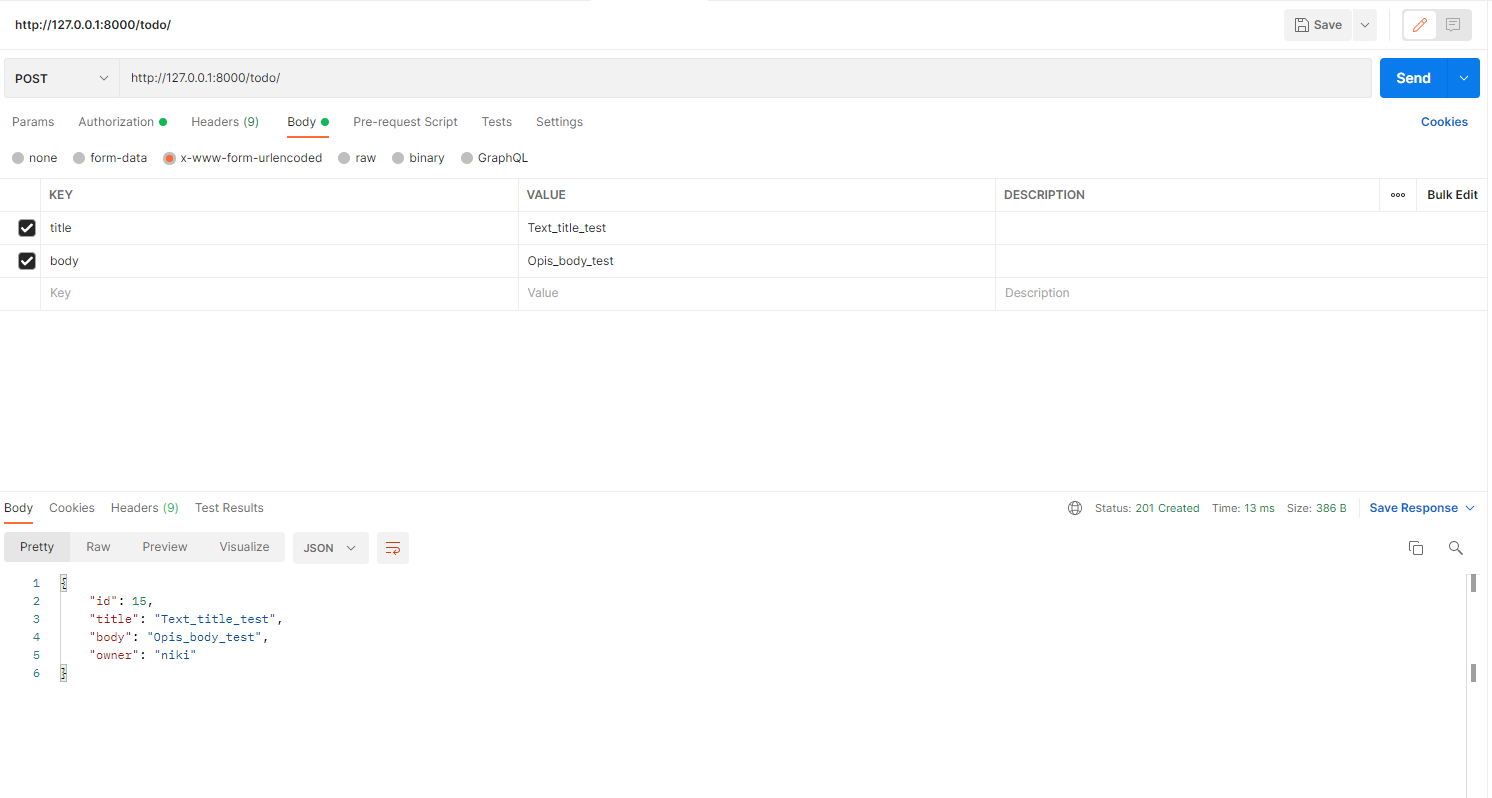 http://127.0.0.1:8000/todo/ Save
POST http://127.0.0.1:8000/todo/ Send
Params Authorization Headers (9) Body Pre-request Script Tests Settings Cookies
none form-data x-www-form-urlencoded raw binary GraphQL
KEY VALUE DESCRIPTION Bulk Edit
title Text_title_test
body Opis_body_test
Key Value Description
Body Cookies Headers (9) Test Results Status: 201 Created Time: 13 ms Size: 386 B Save Response
Pretty Raw Preview Visualize JSON
1 {
2 "id": 15,
3 "title": "Text_title_test",
4 "body": "Opis_body_test",
5 "owner": "niki"
6 }